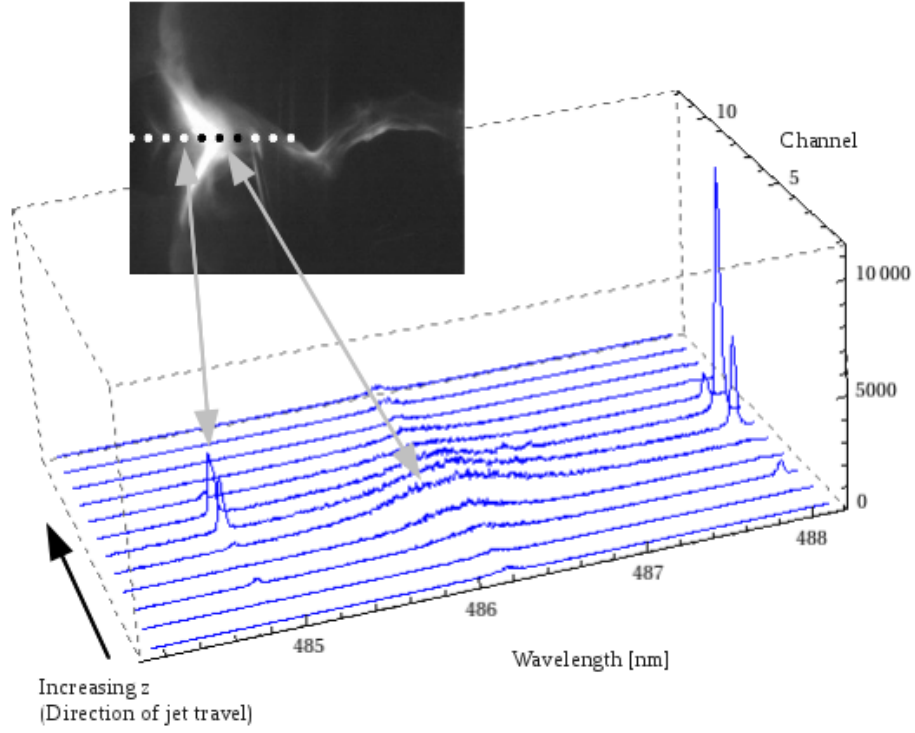 10
Channel
5
10 000
5000
0
488
487
486
485
Wavelength [nm]
Increasing z
(Direction of jet travel)